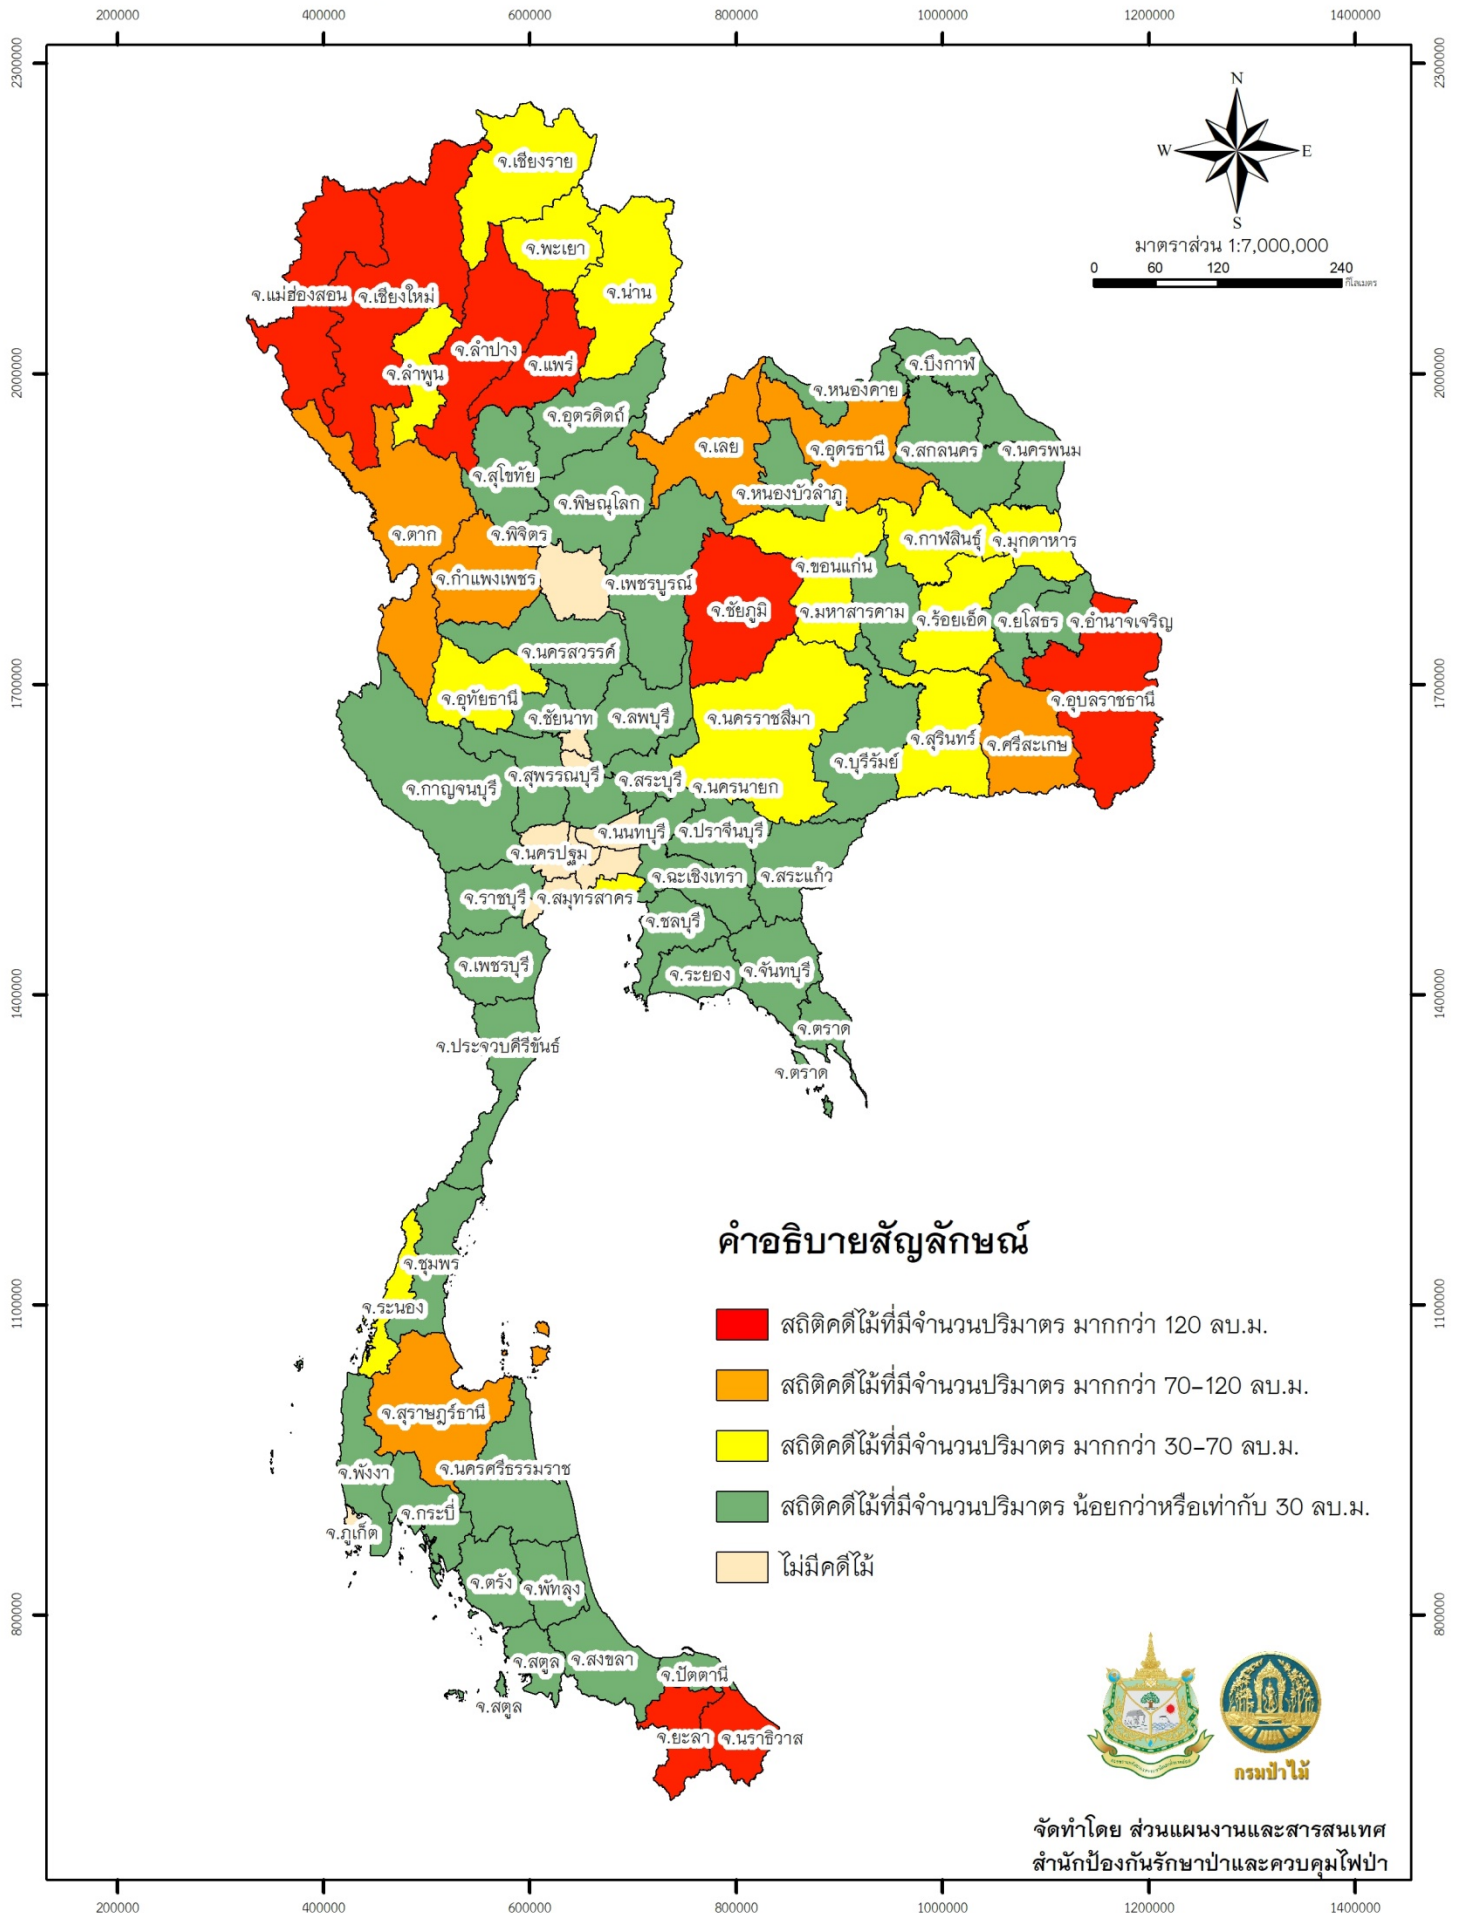 200000 400000 600000 800000 1000000 1200000 1400000
2300000 2300000
N
W E
S
มาตราส่วน 1:7,000,000
0 60 120 240
กิโลเมตร
จ.เชียงราย
จ.พะเยา
จ.น่าน
จ.แม่ฮ่องสอน จ.เชียงใหม่
จ.ลำปาง
จ.แพร่
จ.ลำพูน
จ.บึงกาฬ
2000000 2000000
จ.หนองคาย
จ.อุตรดิตถ์
จ.เลย จ.อุดรธานี จ.สกลนคร จ.นครพนม
จ.สุโขทัย
จ.หนองบัวลำภู
จ.พิษณุโลก
จ.ตาก จ.พิจิตร
จ.กาฬสินธุ์ จ.มุกดาหาร
จ.ขอนแก่น
จ.กำแพงเพชร จ.เพชรบูรณ์
จ.ชัยภูมิ จ.มหาสารคาม
จ.ร้อยเอ็ด จ.ยโสธร จ.อำนาจเจริญ
จ.นครสวรรค์
1700000 1700000
จ.อุทัยธานี จ.อุบลราชธานี
จ.ชัยนาท จ.ลพบุรี จ.นครราชสีมา
จ.สุรินทร์ จ.ศรีสะเกษ
จ.บุรีรัมย์
จ.สุพรรณบุรี จ.สระบุรี
จ.กาญจนบุรี จ.นครนายก
จ.นนทบุรี จ.ปราจีนบุรี
จ.นครปฐม
จ.ฉะเชิงเทรา จ.สระแก้ว
จ.ราชบุรี จ.สมุทรสาคร
จ.ชลบุรี
จ.เพชรบุรี จ.ระยอง จ.จันทบุรี
1400000 1400000
จ.ตราด
จ.ประจวบคีรีขันธ์
จ.ตราด
คำอธิบายสัญลักษณ์
จ.ชุมพร
จ.ระนอง
1100000 1100000
สถิติคดีไม้ที่มีจำนวนปริมาตร มากกว่า 120 ลบ.ม.
สถิติคดีไม้ที่มีจำนวนปริมาตร มากกว่า 70-120 ลบ.ม.
จ.สุราษฎร์ธานี
สถิติคดีไม้ที่มีจำนวนปริมาตร มากกว่า 30-70 ลบ.ม.
จ.พังงา จ.นครศรีธรรมราช
สถิติคดีไม้ที่มีจำนวนปริมาตร น้อยกว่าหรือเท่ากับ 30 ลบ.ม.
จ.กระบี่
จ.ภูเก็ต
ไม่มีคดีไม้
จ.ตรัง จ.พัทลุง
800000 800000
จ.สตูล จ.สงขลา
จ.ปัตตานี
จ.สตูล
จ.ยะลา จ.นราธิวาส
กรมป่าไม้
จัดทำโดย ส่วนแผนงานและสารสนเทศ
สำนักป้องกันรักษาป่าและควบคุมไฟป่า
200000 400000 600000 800000 1000000 1200000 1400000